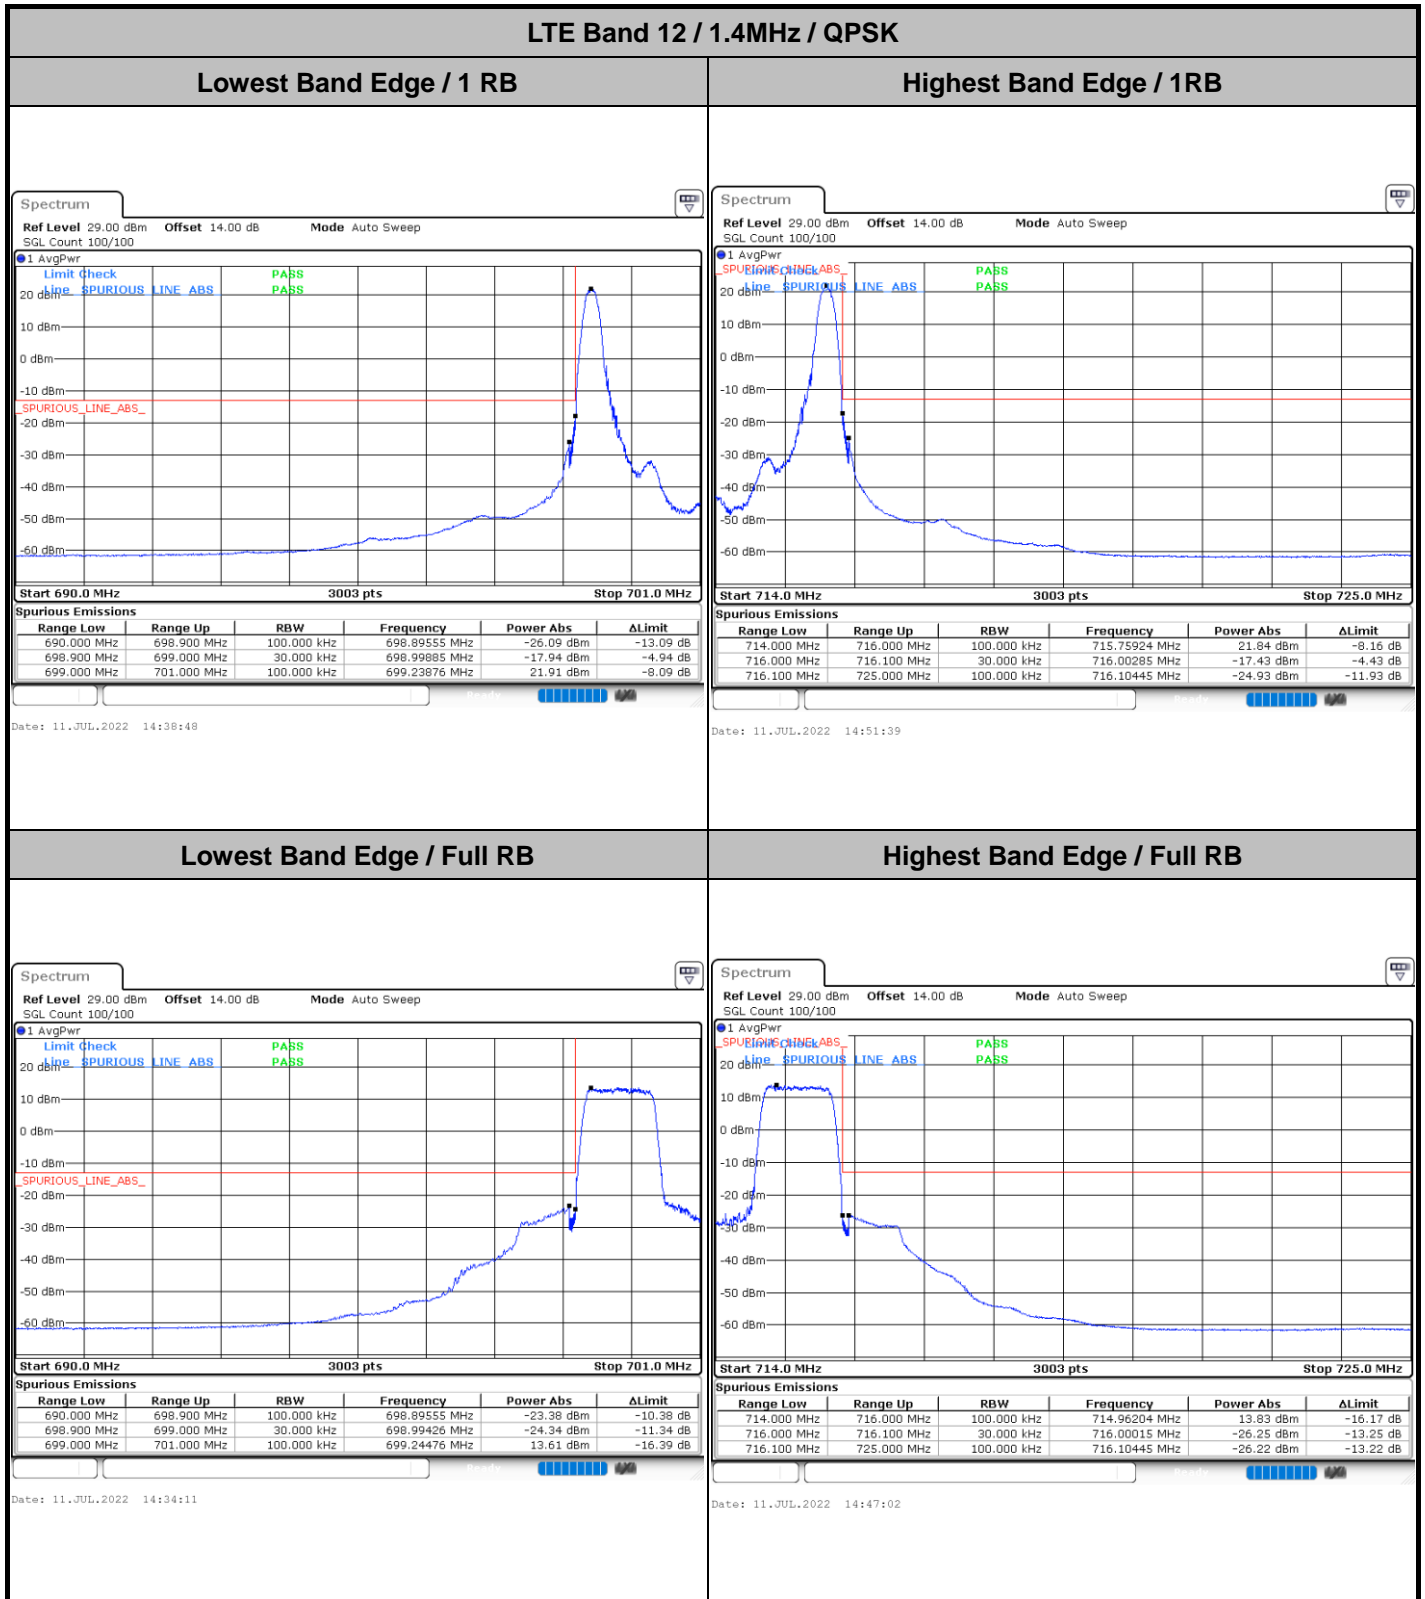 LTE Band 12 / 1.4MHz / QPSK
Lowest Band Edge / 1 RB
Highest Band Edge / 1RB
Spectrum
Ref Level 29.00 dBm Offset 14.00 dB Mode Auto Sweep
SGL Count 100/100
1 AvgPwr
Limit Check PASS
Line _SPURIOUS_LINE_ABS_ PASS
20 dBm
10 dBm
0 dBm
-10 dBm
_SPURIOUS_LINE_ABS_
-20 dBm
-30 dBm
-40 dBm
-50 dBm
-60 dBm
Start 690.0 MHz 3003 pts Stop 701.0 MHz
Spurious Emissions
Range Low Range Up RBW Frequency Power Abs ΔLimit
690.000 MHz 698.900 MHz 100.000 kHz 698.89555 MHz -26.09 dBm -13.09 dB
698.900 MHz 699.000 MHz 30.000 kHz 698.99885 MHz -17.94 dBm -4.94 dB
699.000 MHz 701.000 MHz 100.000 kHz 699.23876 MHz 21.91 dBm -8.09 dB
Ready
Date: 11.JUL.2022 14:38:48
Spectrum
Ref Level 29.00 dBm Offset 14.00 dB Mode Auto Sweep
SGL Count 100/100
1 AvgPwr
_SPURIOUS_LINE_ABS_
Limit Check PASS
Line _SPURIOUS_LINE_ABS_ PASS
20 dBm
10 dBm
0 dBm
-10 dBm
-20 dBm
-30 dBm
-40 dBm
-50 dBm
-60 dBm
Start 714.0 MHz 3003 pts Stop 725.0 MHz
Spurious Emissions
Range Low Range Up RBW Frequency Power Abs ΔLimit
714.000 MHz 716.000 MHz 100.000 kHz 715.75924 MHz 21.84 dBm -8.16 dB
716.000 MHz 716.100 MHz 30.000 kHz 716.00285 MHz -17.43 dBm -4.43 dB
716.100 MHz 725.000 MHz 100.000 kHz 716.10445 MHz -24.93 dBm -11.93 dB
Ready
Date: 11.JUL.2022 14:51:39
Lowest Band Edge / Full RB
Highest Band Edge / Full RB
Spectrum
Ref Level 29.00 dBm Offset 14.00 dB Mode Auto Sweep
SGL Count 100/100
1 AvgPwr
Limit Check PASS
Line _SPURIOUS_LINE_ABS_ PASS
20 dBm
10 dBm
0 dBm
-10 dBm
_SPURIOUS_LINE_ABS_
-20 dBm
-30 dBm
-40 dBm
-50 dBm
-60 dBm
Start 690.0 MHz 3003 pts Stop 701.0 MHz
Spurious Emissions
Range Low Range Up RBW Frequency Power Abs ΔLimit
690.000 MHz 698.900 MHz 100.000 kHz 698.89555 MHz -23.38 dBm -10.38 dB
698.900 MHz 699.000 MHz 30.000 kHz 698.99426 MHz -24.34 dBm -11.34 dB
699.000 MHz 701.000 MHz 100.000 kHz 699.24476 MHz 13.61 dBm -16.39 dB
Ready
Date: 11.JUL.2022 14:34:11
Spectrum
Ref Level 29.00 dBm Offset 14.00 dB Mode Auto Sweep
SGL Count 100/100
1 AvgPwr
_SPURIOUS_LINE_ABS_
Limit Check PASS
Line _SPURIOUS_LINE_ABS_ PASS
20 dBm
10 dBm
0 dBm
-10 dBm
-20 dBm
-30 dBm
-40 dBm
-50 dBm
-60 dBm
Start 714.0 MHz 3003 pts Stop 725.0 MHz
Spurious Emissions
Range Low Range Up RBW Frequency Power Abs ΔLimit
714.000 MHz 716.000 MHz 100.000 kHz 714.96204 MHz 13.83 dBm -16.17 dB
716.000 MHz 716.100 MHz 30.000 kHz 716.00015 MHz -26.25 dBm -13.25 dB
716.100 MHz 725.000 MHz 100.000 kHz 716.10445 MHz -26.22 dBm -13.22 dB
Ready
Date: 11.JUL.2022 14:47:02